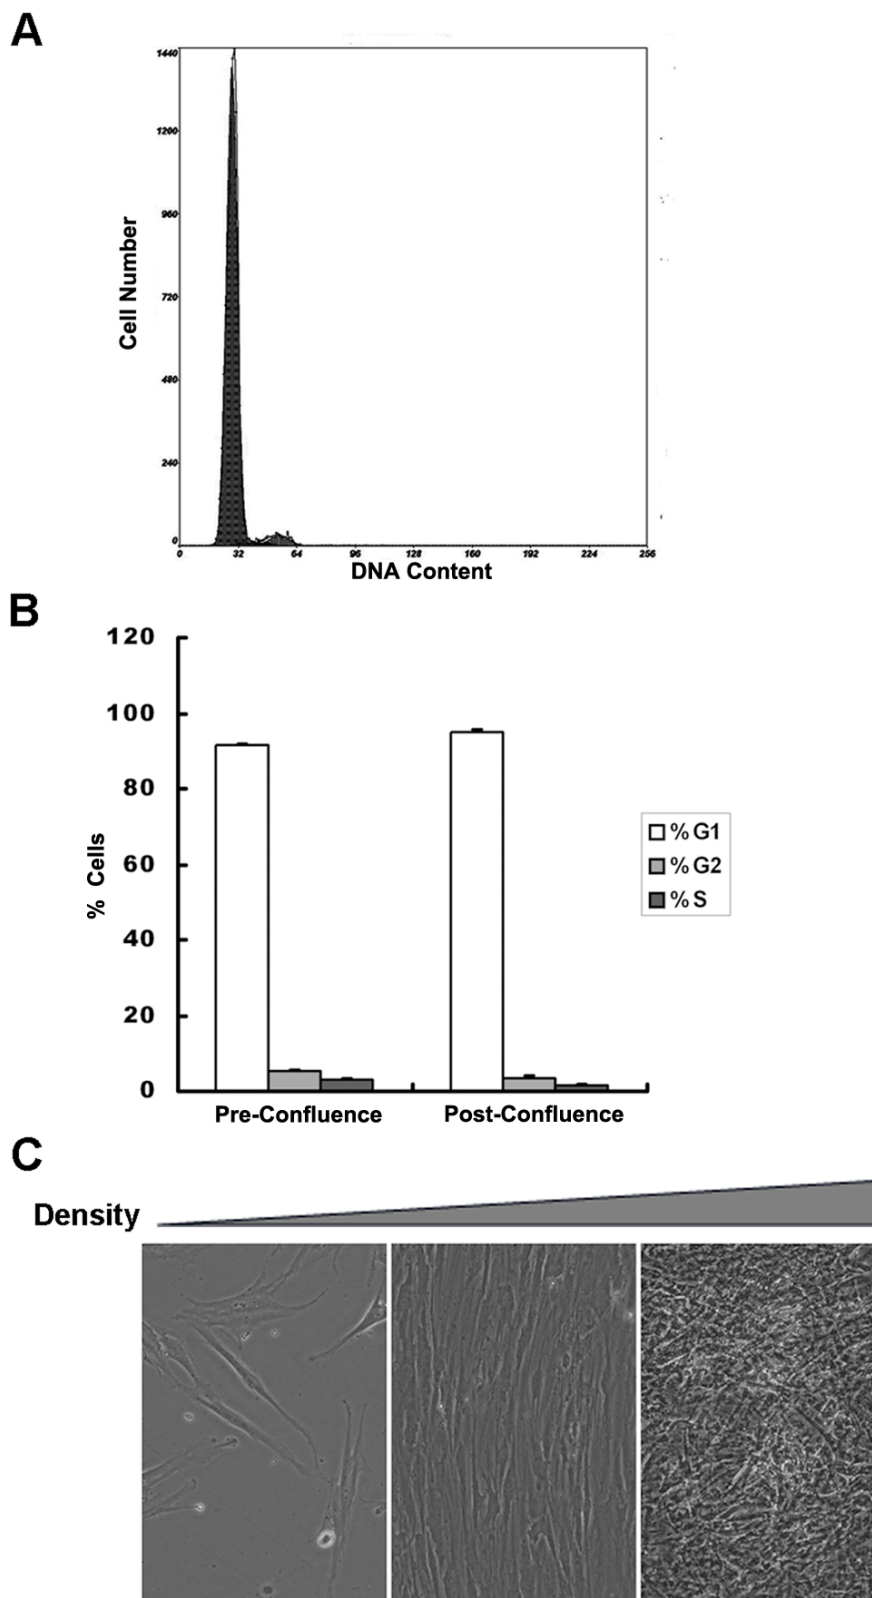 A
1440
1200
960
720
480
240
0
Cell Number
0 32 64 96 128 160 192 224 256
DNA Content
B
120
100
80
60
40
20
0
% Cells
% G1
% G2
% S
Pre-Confluence Post-Confluence
C
Density